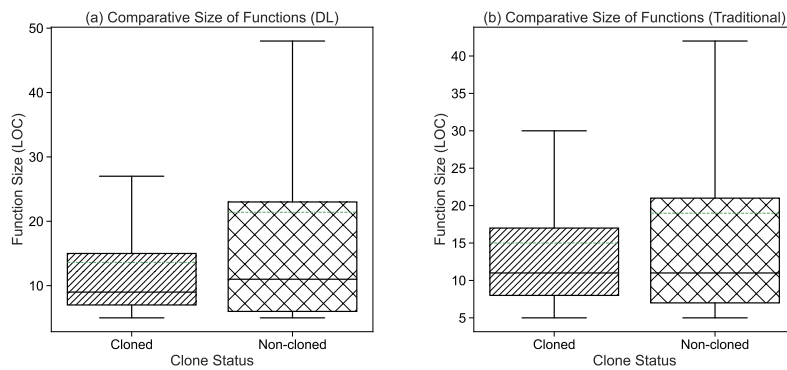 (a) Comparative Size of Functions (DL)
50
40
30
20
10
Function Size (LOC)
Cloned
Non-cloned
Clone Status
(b) Comparative Size of Functions (Traditional)
40
35
30
25
20
15
10
5
Function Size (LOC)
Cloned
Non-cloned
Clone Status